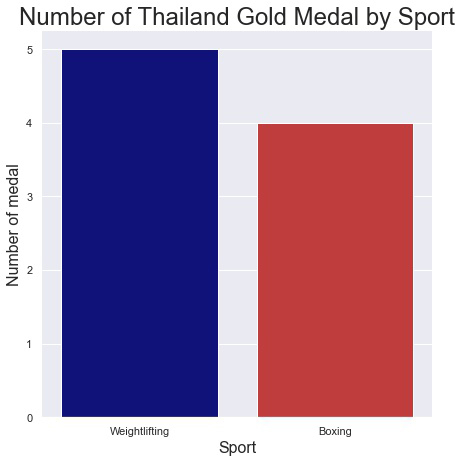 Number of Thailand Gold Medal by Sport
5
4
3
2
1
0
Number of medal
Weightlifting
Boxing
Sport